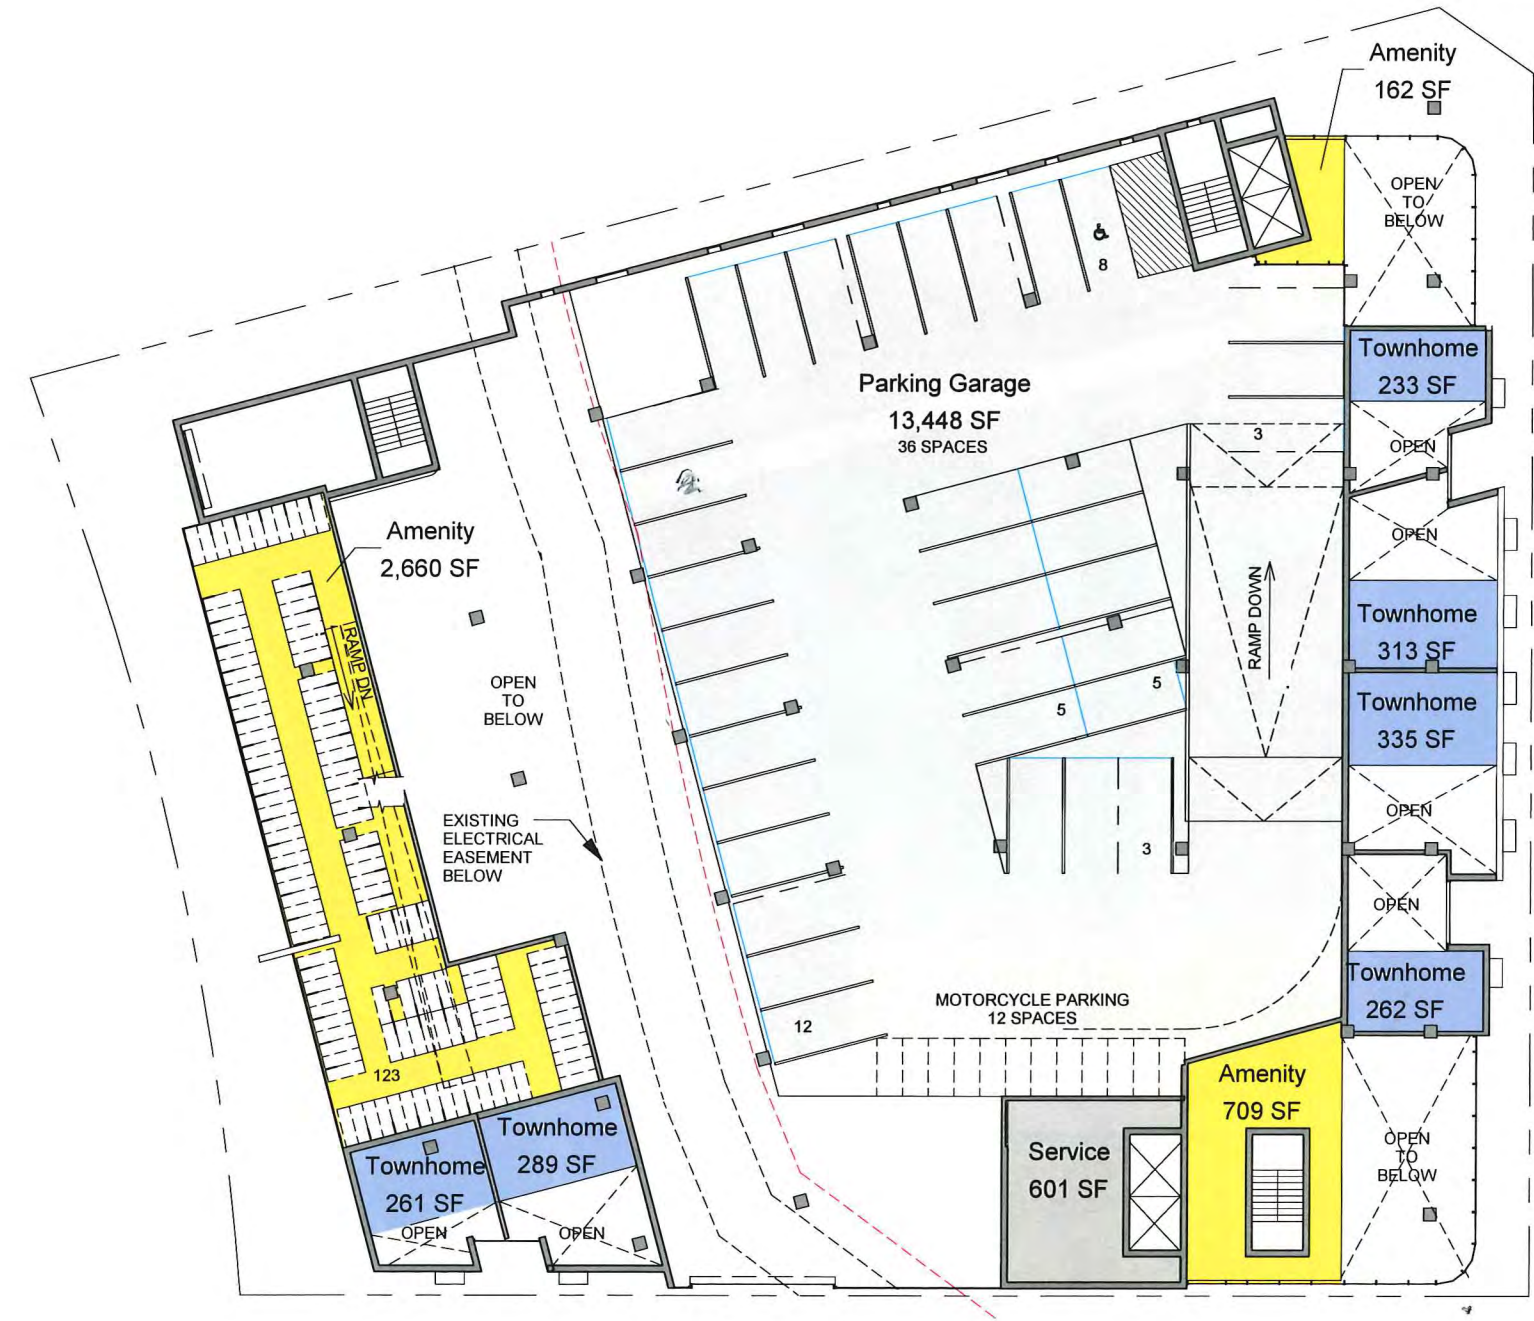 Amenity
162 SF
OPEN
TO
BELOW
8
Townhome
233 SF
Parking Garage
13,448 SF
36 SPACES
3
OPEN
Amenity
2,660 SF
OPEN
RAMP DN
RAMP DOWN
Townhome
313 SF
OPEN
TO
BELOW
5
5
Townhome
335 SF
EXISTING
ELECTRICAL
EASEMENT
BELOW
OPEN
3
OPEN
Townhome
262 SF
MOTORCYCLE PARKING
12 SPACES
12
123
Amenity
709 SF
Townhome
289 SF
Townhome
261 SF
Service
601 SF
OPEN
TO
BELOW
OPEN
OPEN